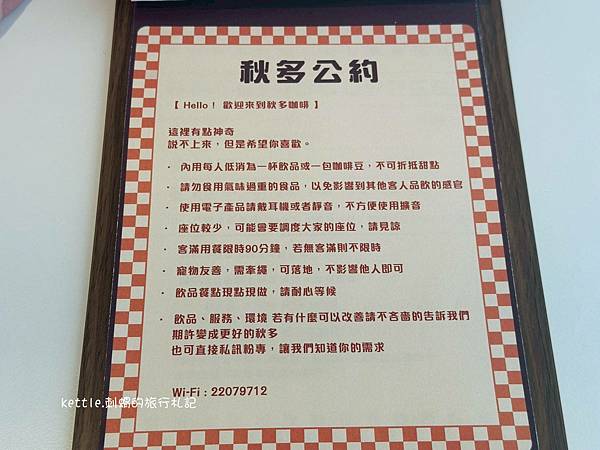 秋多公約
【 Hello！ 歡迎來到秋多咖啡 】
這裡有點神奇
說不上來，但是希望你喜歡。
· 內用每人低消為一杯飲品或一包咖啡豆，不可折抵甜點
· 請勿食用氣味過重的食品，以免影響到其他客人品飲的感官
· 使用電子產品請戴耳機或者靜音，不方便使用擴音
· 座位較少，可能會要調度大家的座位，請見諒
· 客滿用餐限時90分鐘，若無客滿則不限時
· 寵物友善，需牽繩，可落地，不影響他人即可
· 飲品餐點現點現做，請耐心等候
· 飲品、服務、環境 若有什麼可以改善請不吝嗇的告訴我們
期許變成更好的秋多
也可直接私訊粉專，讓我們知道你的需求
Wi-Fi：22079712
kettle.刺蝟的旅行札記